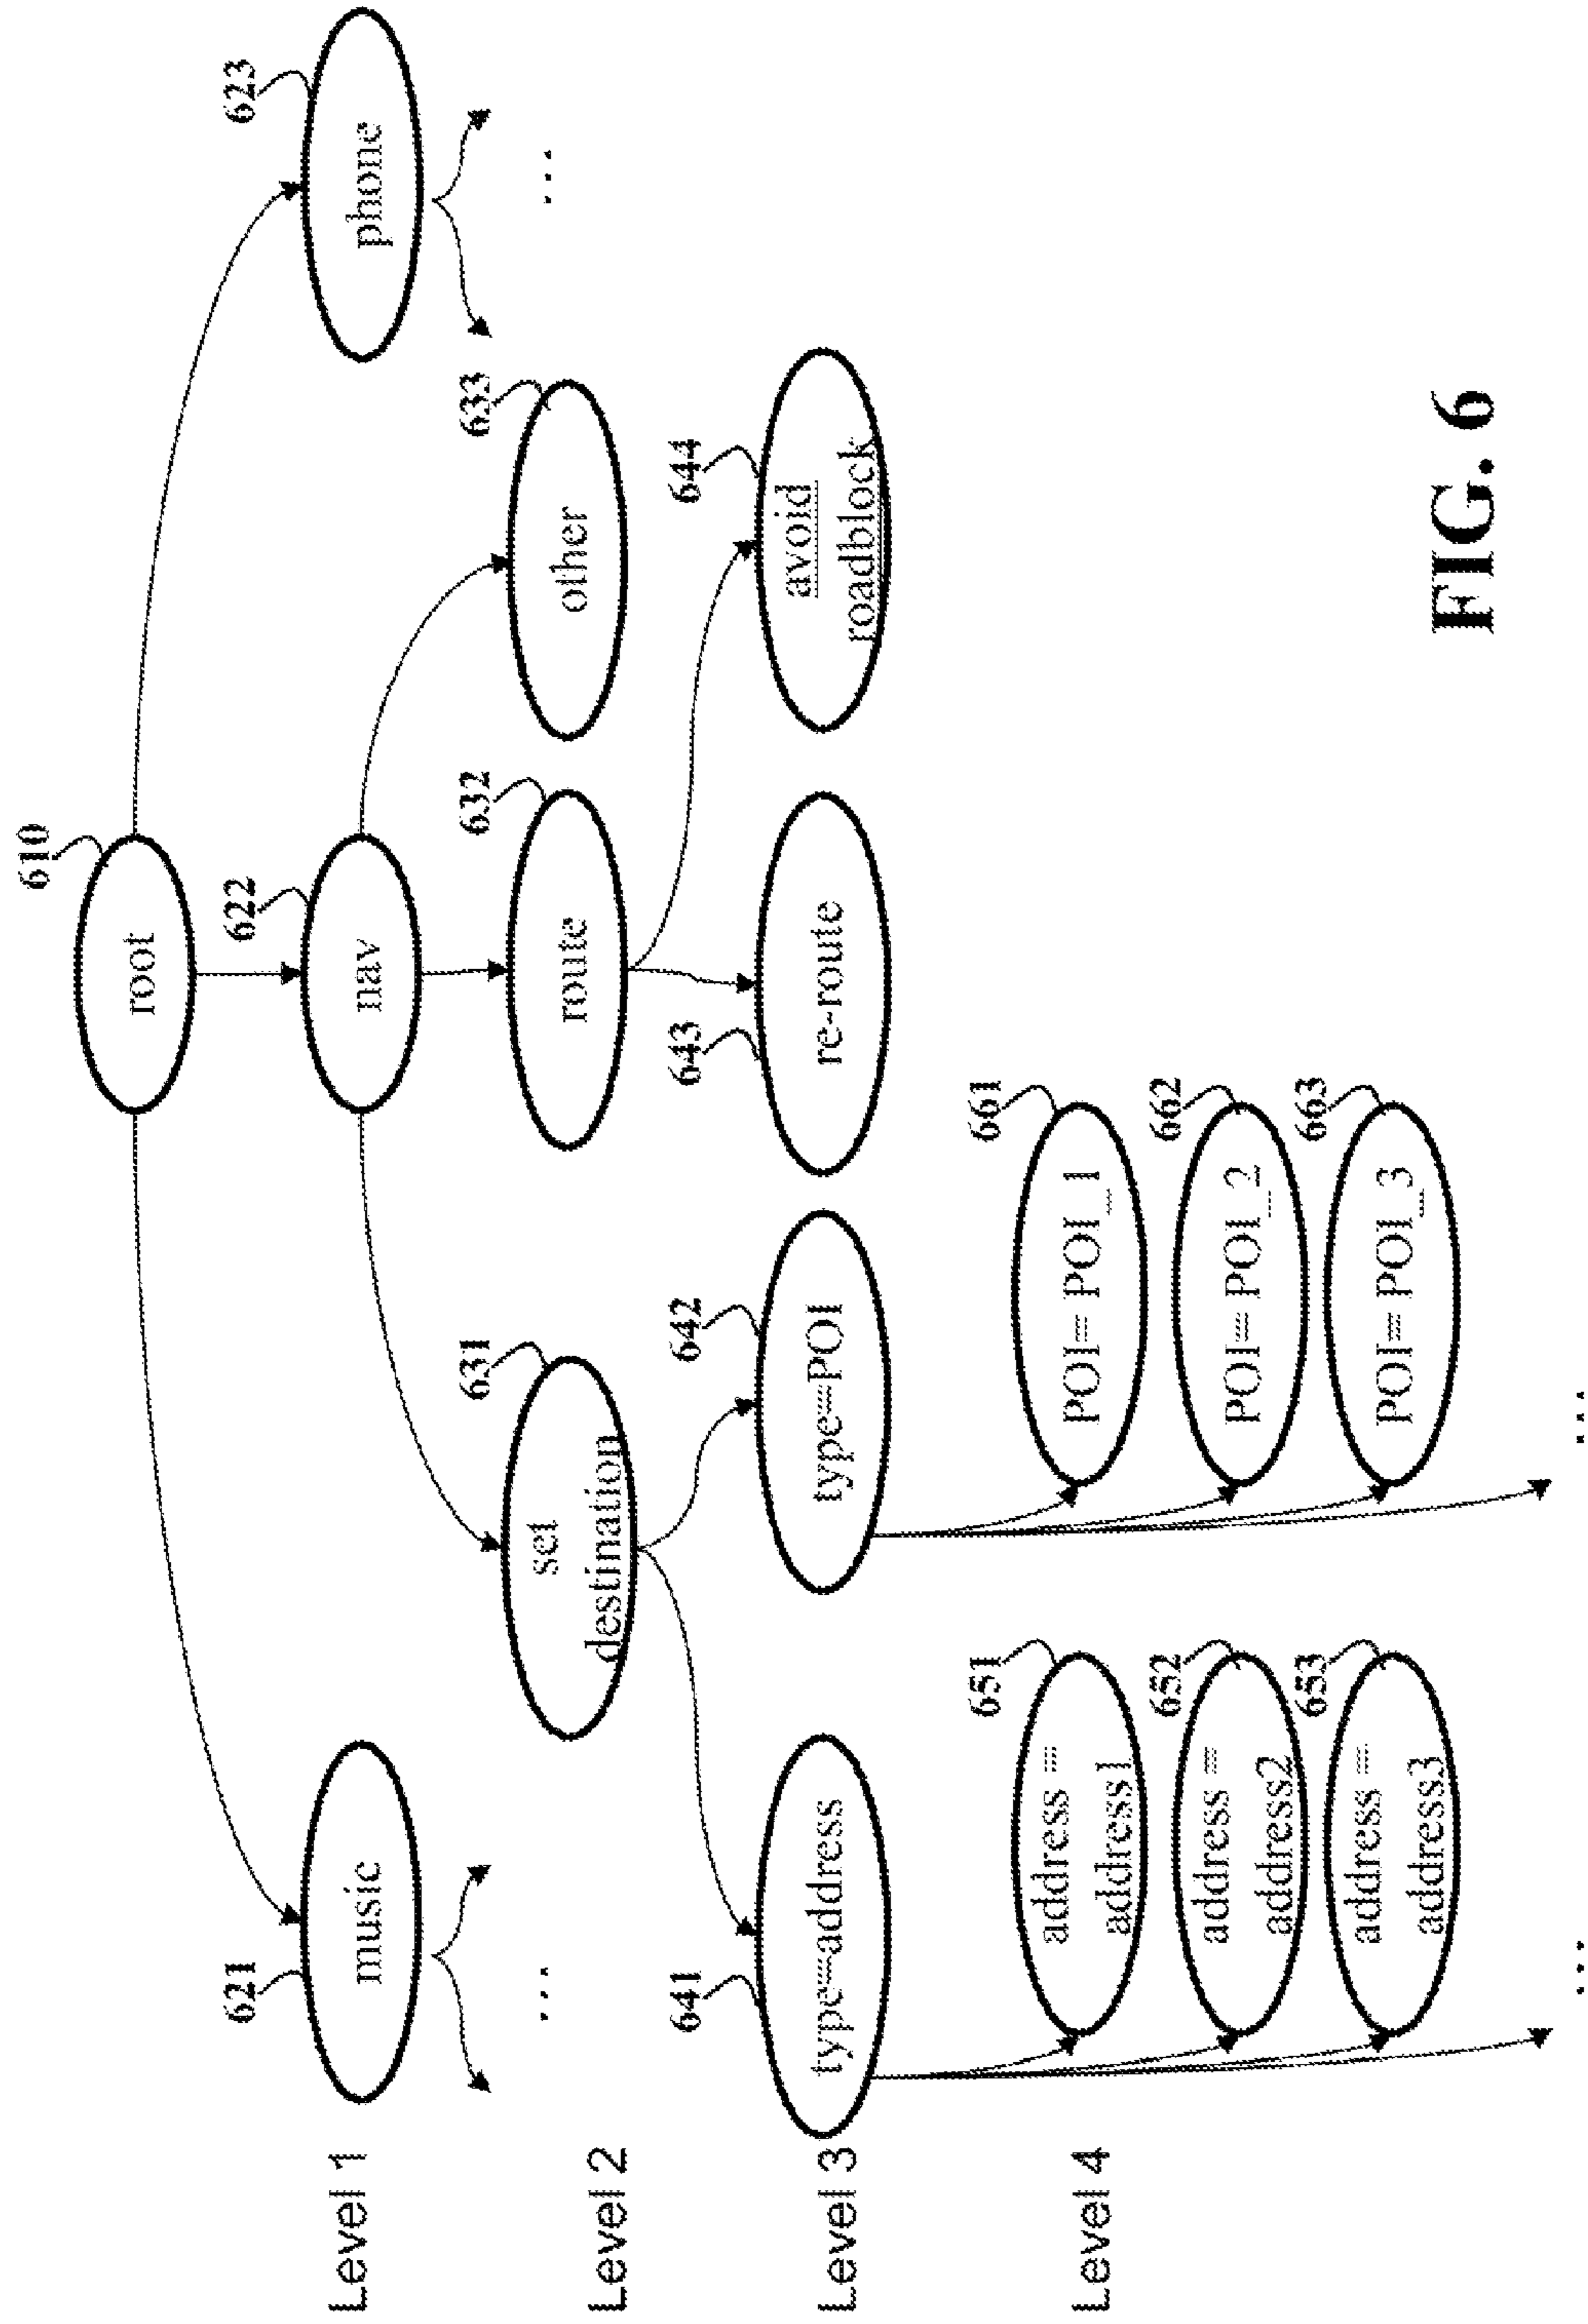 610
root
621
622
623
Level 1
music
nav
phone
631
632
633
Level 2
...
set
destination
route
other
...
641
642
643
644
Level 3
type=address
type=POI
re-route
avoid
roadblock
651
661
Level 4
address =
address1
POI= POI_1
652
662
address =
address2
POI= POI_2
653
663
address =
address3
POI= POI_3
...
...
FIG. 6